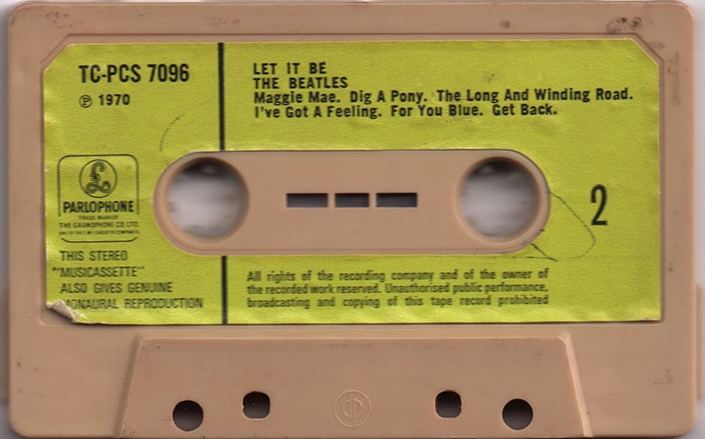 TC-PCS 7096
Ⓟ 1970
LET IT BE
THE BEATLES
Maggie Mae. Dig A Pony. The Long And Winding Road.
I've Got A Feeling. For You Blue. Get Back.
£
PARLOPHONE
TRADE MARK OF
THE GRAMOPHONE CO. LTD.
2
THIS STEREO
"MUSICASSETTE"
ALSO GIVES GENUINE
MONAURAL REPRODUCTION
All rights of the recording company and of the owner of
the recorded work reserved. Unauthorised public performance,
broadcasting and copying of this tape record prohibited